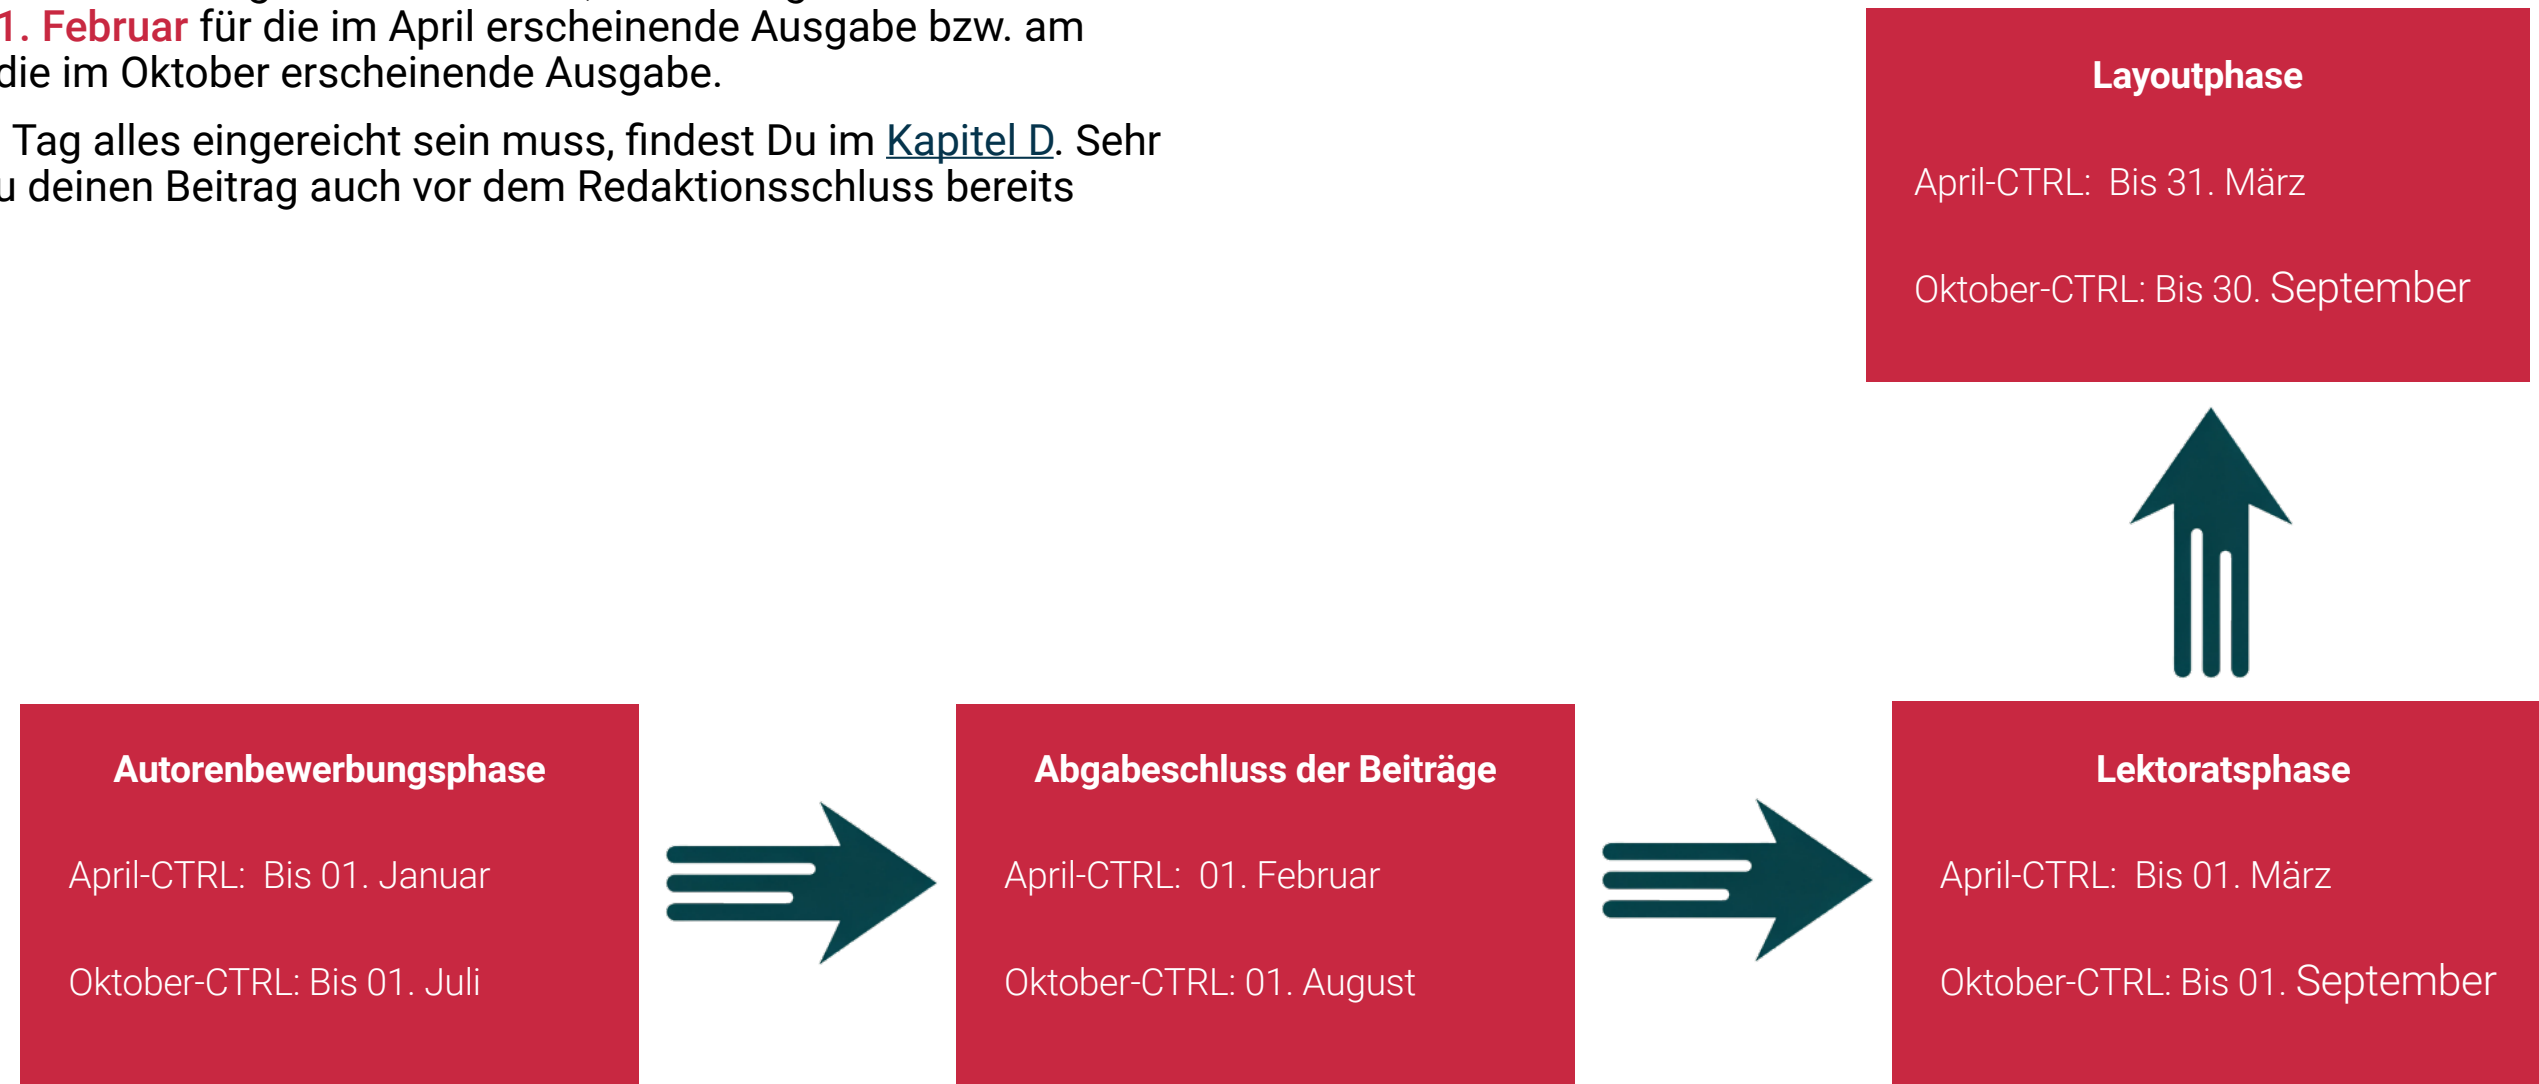 1. Februar für die im April erscheinende Ausgabe bzw. am
die im Oktober erscheinende Ausgabe.
Tag alles eingereicht sein muss, findest Du im Kapitel D. Sehr
u deinen Beitrag auch vor dem Redaktionsschluss bereits
Layoutphase
April-CTRL: Bis 31. März
Oktober-CTRL: Bis 30. September
Autorenbewerbungsphase
April-CTRL: Bis 01. Januar
Oktober-CTRL: Bis 01. Juli
Abgabeschluss der Beiträge
April-CTRL: 01. Februar
Oktober-CTRL: 01. August
Lektoratsphase
April-CTRL: Bis 01. März
Oktober-CTRL: Bis 01. September